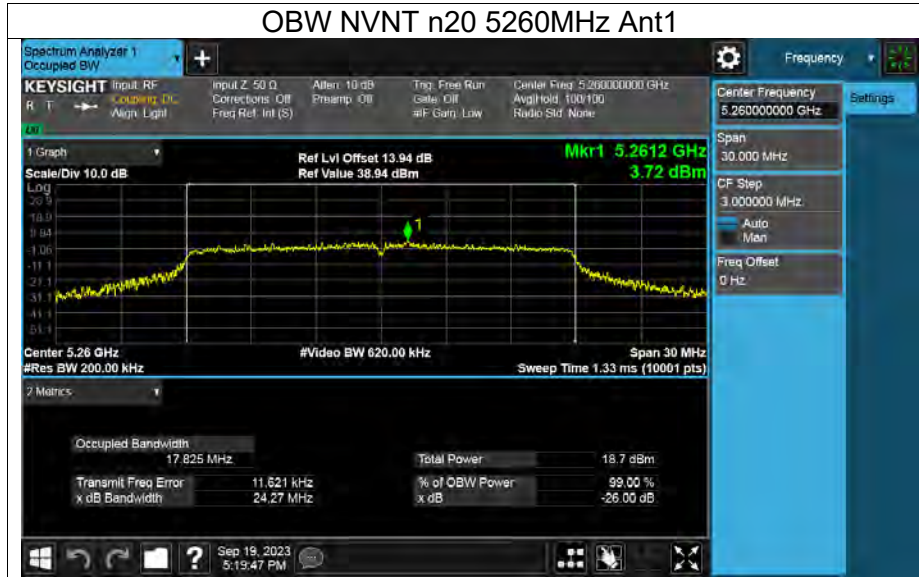 OBW NVNT n20 5260MHz Ant1
Spectrum Analyzer 1
Occupied BW
+
Frequency
KEYSIGHT Input: RF
R T
Coupling: DC
Align: Light
Input Z: 50 Ω
Corrections: Off
Freq Ref: Int (S)
Atten: 10 dB
Preamp: Off
Trig: Free Run
Gate: Off
#IF Gain: Low
Center Freq: 5.260000000 GHz
Avg|Hold: 100/100
Radio Std: None
Center Frequency
5.260000000 GHz
Settings
Span
30.000 MHz
CF Step
3.000000 MHz
Auto
Man
Freq Offset
0 Hz
1 Graph
Scale/Div 10.0 dB
Ref Lvl Offset 13.94 dB
Ref Value 38.94 dBm
Mkr1 5.2612 GHz
3.72 dBm
Log
1
Center 5.26 GHz
#Res BW 200.00 kHz
#Video BW 620.00 kHz
Span 30 MHz
Sweep Time 1.33 ms (10001 pts)
2 Metrics
Occupied Bandwidth
17.825 MHz
Total Power 18.7 dBm
Transmit Freq Error 11.621 kHz
% of OBW Power 99.00 %
x dB Bandwidth 24.27 MHz
x dB -26.00 dB
?
Sep 19, 2023
5:19:47 PM